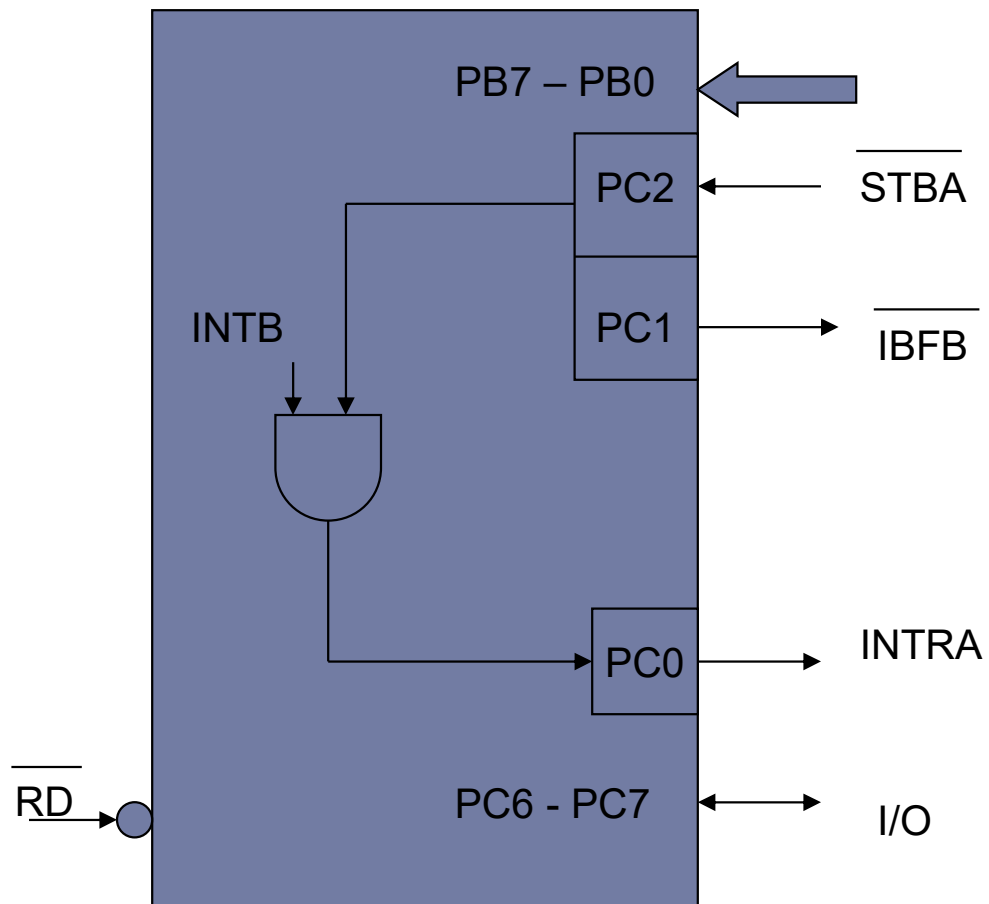 PB7 – PB0
PC2
STBA
INTB
PC1
IBFB
PC0
INTRA
RD
PC6 - PC7
I/O